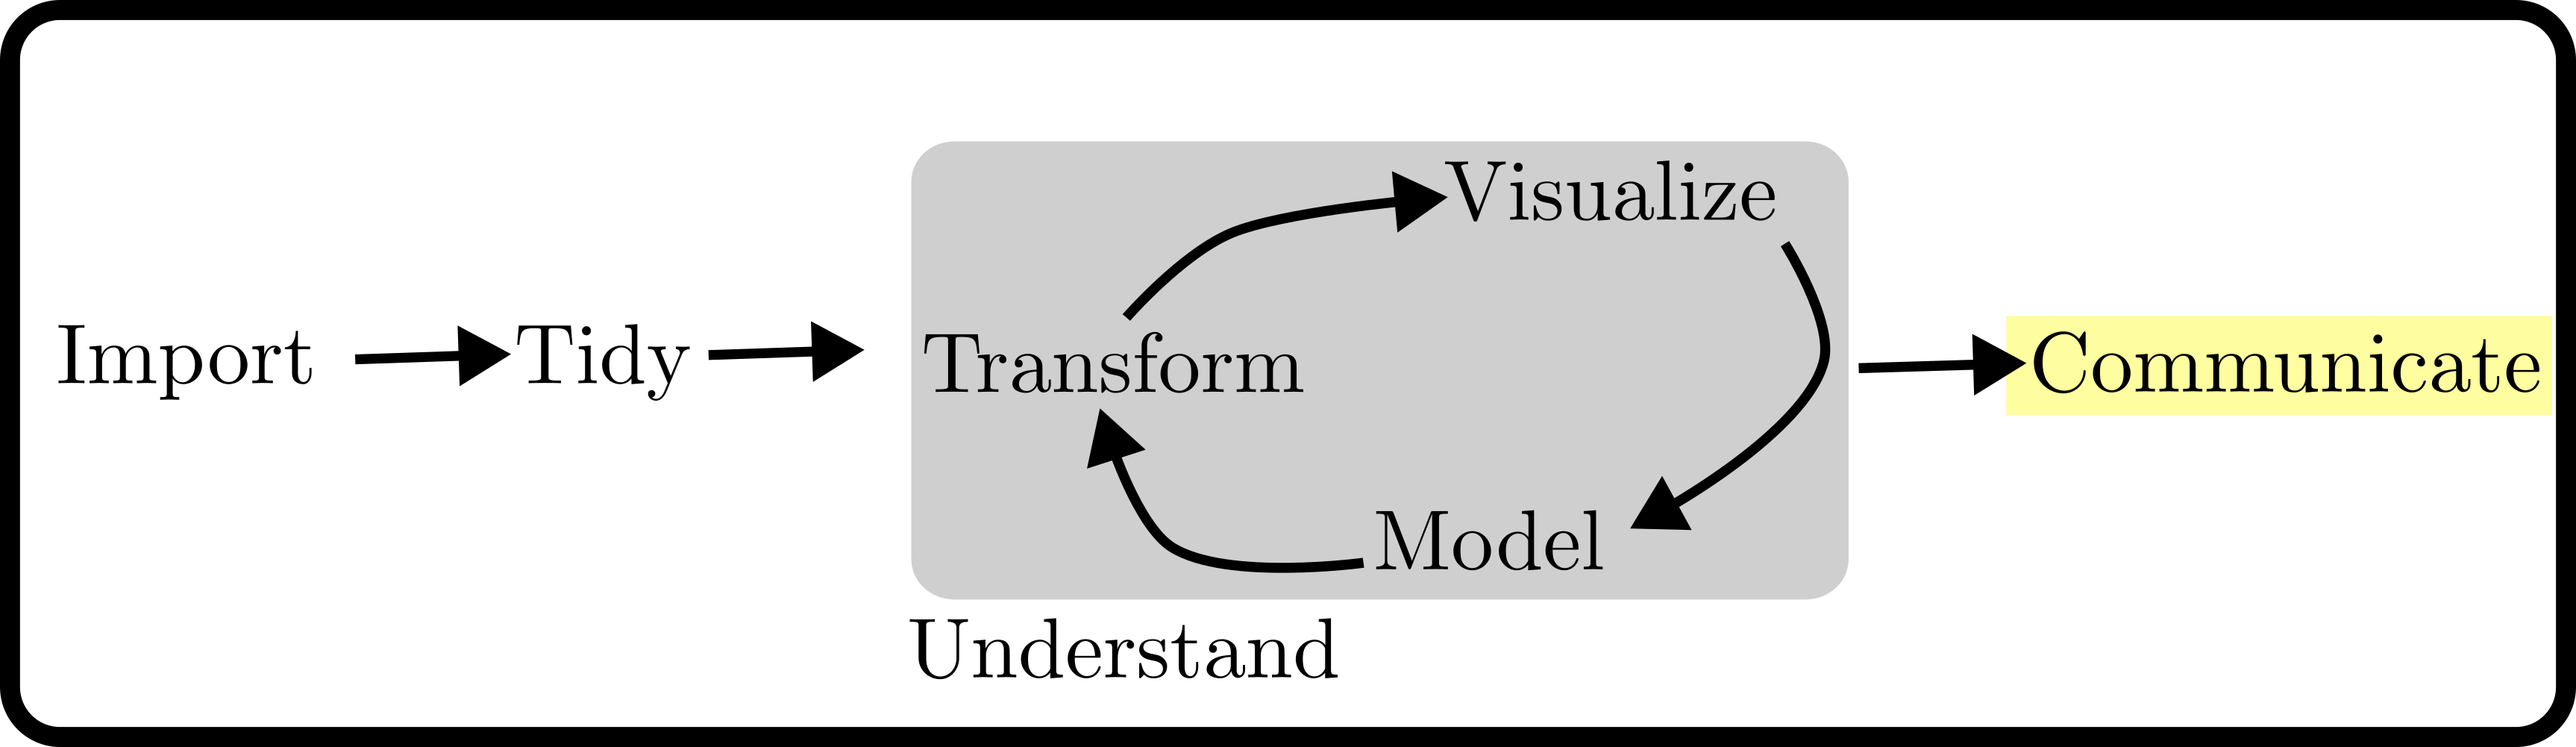 Import
Tidy
Transform
Visualize
Model
Understand
Communicate